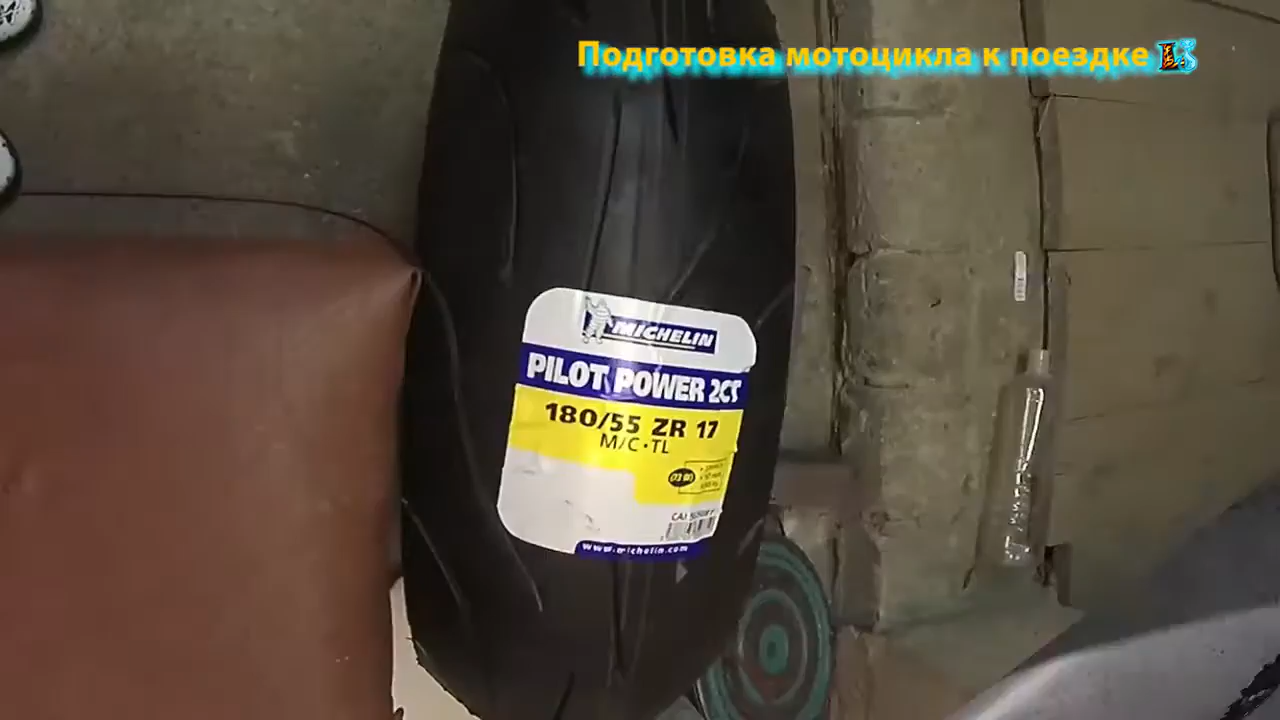 Подготовка мотоцикла к поездке
MICHELIN
PILOT POWER 2CT
180/55 ZR 17
M/C • TL
www.michelin.com